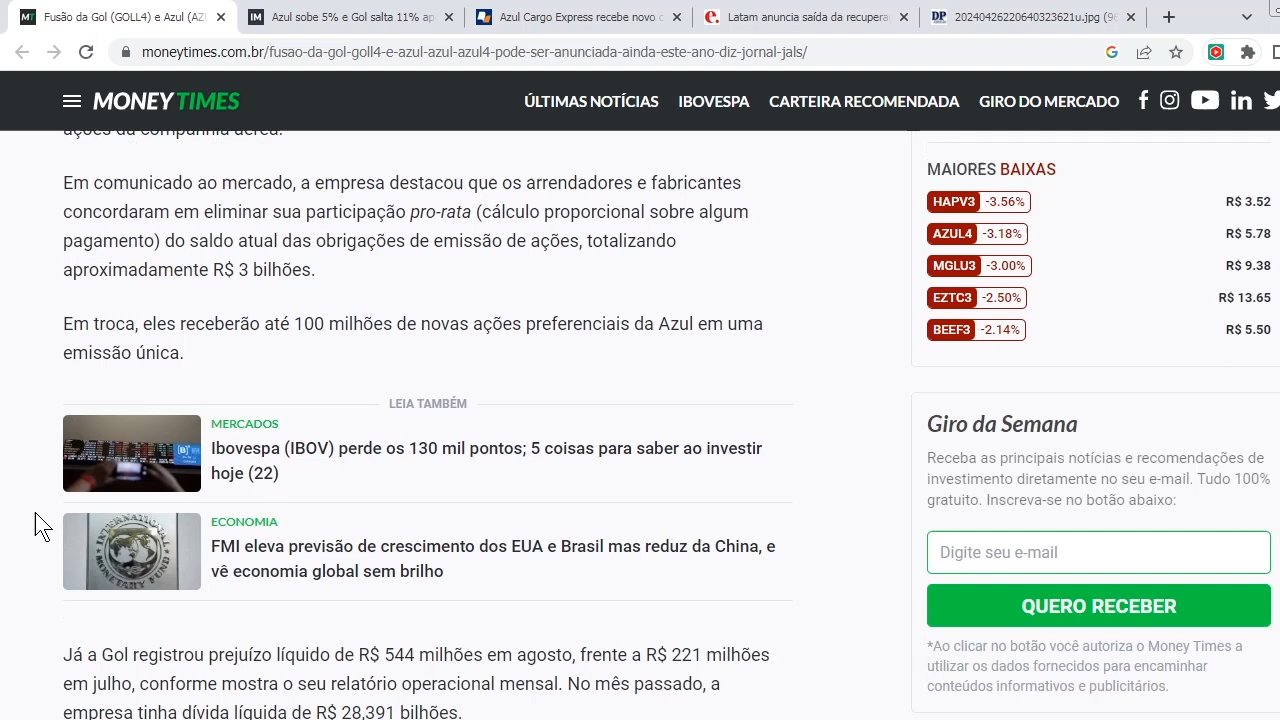 Fusão da Gol (GOLL4) e Azul (AZ
Azul sobe 5% e Gol salta 11% ap
Azul Cargo Express recebe novo c
Latam anuncia saída da recupera
20240426220640323621u.jpg (96
moneytimes.com.br/fusao-da-gol-goll4-e-azul-azul-azul4-pode-ser-anunciada-ainda-este-ano-diz-jornal-jals/
MONEY TIMES
ÚLTIMAS NOTÍCIAS IBOVESPA CARTEIRA RECOMENDADA GIRO DO MERCADO
ações da companhia aérea.
Em comunicado ao mercado, a empresa destacou que os arrendadores e fabricantes
concordaram em eliminar sua participação pro-rata (cálculo proporcional sobre algum
pagamento) do saldo atual das obrigações de emissão de ações, totalizando
aproximadamente R$ 3 bilhões.
Em troca, eles receberão até 100 milhões de novas ações preferenciais da Azul em uma
emissão única.
LEIA TAMBÉM
MERCADOS
Ibovespa (IBOV) perde os 130 mil pontos; 5 coisas para saber ao investir
hoje (22)
ECONOMIA
FMI eleva previsão de crescimento dos EUA e Brasil mas reduz da China, e
vê economia global sem brilho
Já a Gol registrou prejuízo líquido de R$ 544 milhões em agosto, frente a R$ 221 milhões
em julho, conforme mostra o seu relatório operacional mensal. No mês passado, a
empresa tinha dívida líquida de R$ 28,391 bilhões.
MAIORES BAIXAS
HAPV3 -3.56% R$ 3.52
AZUL4 -3.18% R$ 5.78
MGLU3 -3.00% R$ 9.38
EZTC3 -2.50% R$ 13.65
BEEF3 -2.14% R$ 5.50
Giro da Semana
Receba as principais notícias e recomendações de
investimento diretamente no seu e-mail. Tudo 100%
gratuito. Inscreva-se no botão abaixo:
Digite seu e-mail
QUERO RECEBER
*Ao clicar no botão você autoriza o Money Times a
utilizar os dados fornecidos para encaminhar
conteúdos informativos e publicitários.